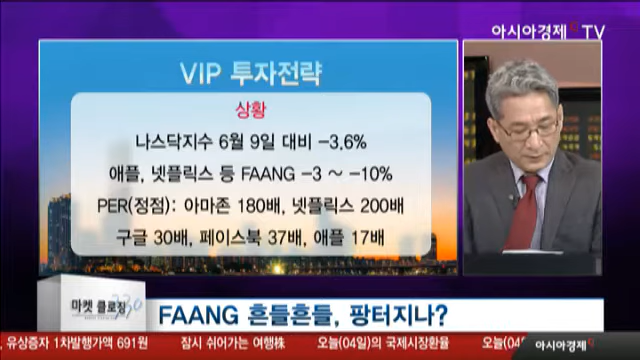 아시아경제 TV
VIP 투자전략
상황
나스닥지수 6월 9일 대비 -3.6%
애플, 넷플릭스 등 FAANG -3 ~ -10%
PER(정점): 아마존 180배, 넷플릭스 200배
구글 30배, 페이스북 37배, 애플 17배
마켓 클로징 330
FAANG 흔들흔들, 팡터지나?
, 유상증자 1차발행가액 691원 잠시 쉬어가는 여행株 오늘(04일)의 국제시장환율 오늘(04 아시아경제